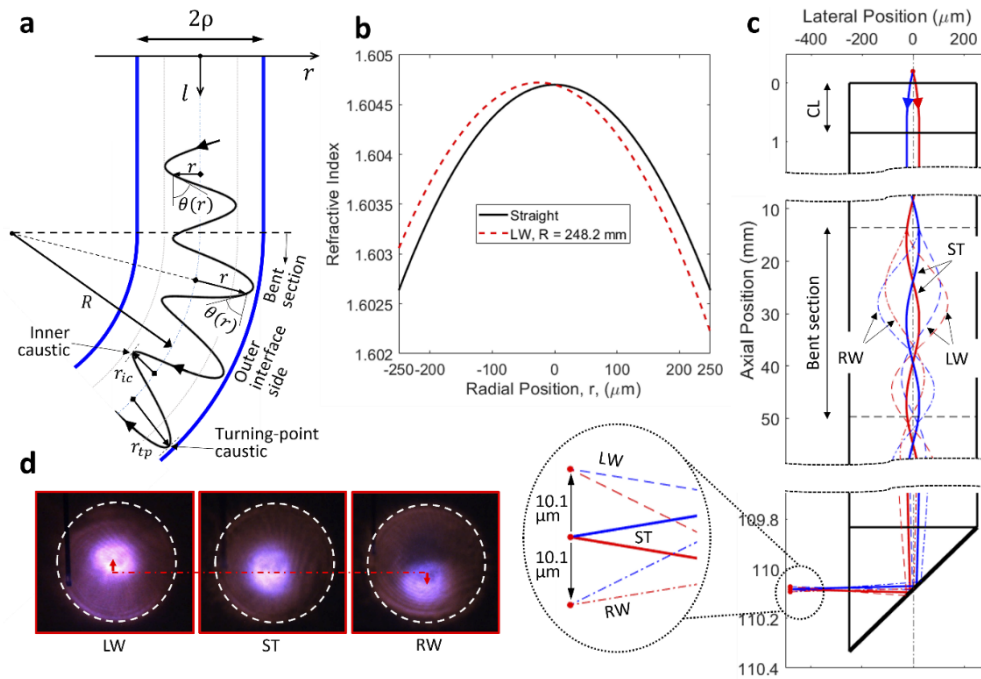 a
2ρ
r
l
r
θ(r)
r
θ(r)
R
Bent
section
Inner
caustic
Outer
interface
side
r_ic
r_tp
Turning-point
caustic
b
1.6045
1.604
1.6035
1.603
1.6025
1.602
Refractive Index
Straight
LW, R = 248.2 mm
-250 -200 -100 0 100 200 250
Radial Position, r, (μm)
c
Lateral Position (μm)
-400 -200 0 200
0
1
CL
10
20
30
40
50
Axial Position (mm)
Bent section
ST
RW
LW
109.8
110.
110.2
110.4
d
LW
ST
RW
LW
10.1
μm
ST
10.1
μm
RW